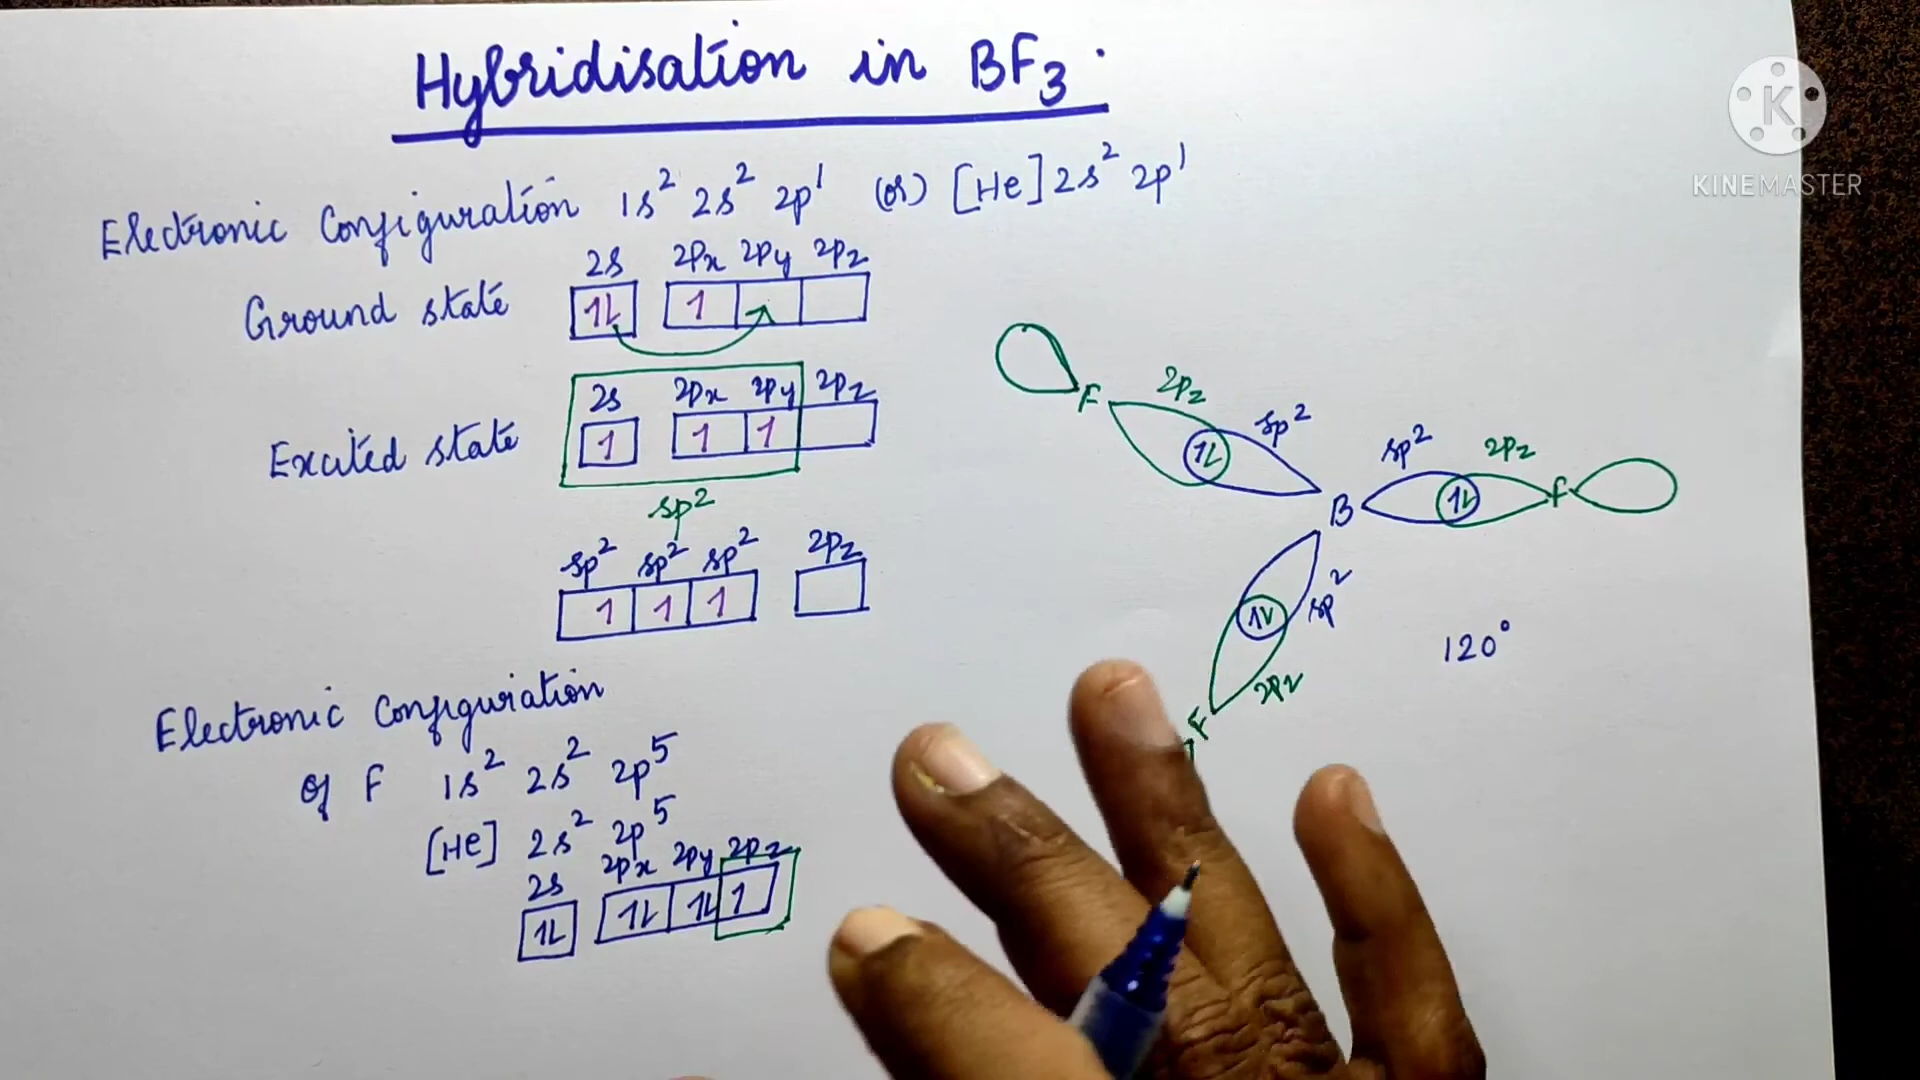 Hybridisation in BF3.
Electronic Configuration 1s² 2s² 2p¹ (or) [He] 2s² 2p¹
2s 2px 2py 2pz
Ground state 1L 1
2s 2px 2py 2pz
Excited state 1 1 1
sp²
sp² sp² sp² 2pz
1 1 1
Electronic Configuration
of F 1s² 2s² 2p⁵
[He] 2s² 2p⁵
2s 2px 2py 2pz
1L 1L 1L 1
F 2pz 1L sp²
B sp² 1L 2pz F
1L sp²
2pz
F
120°
K
KINEMASTER